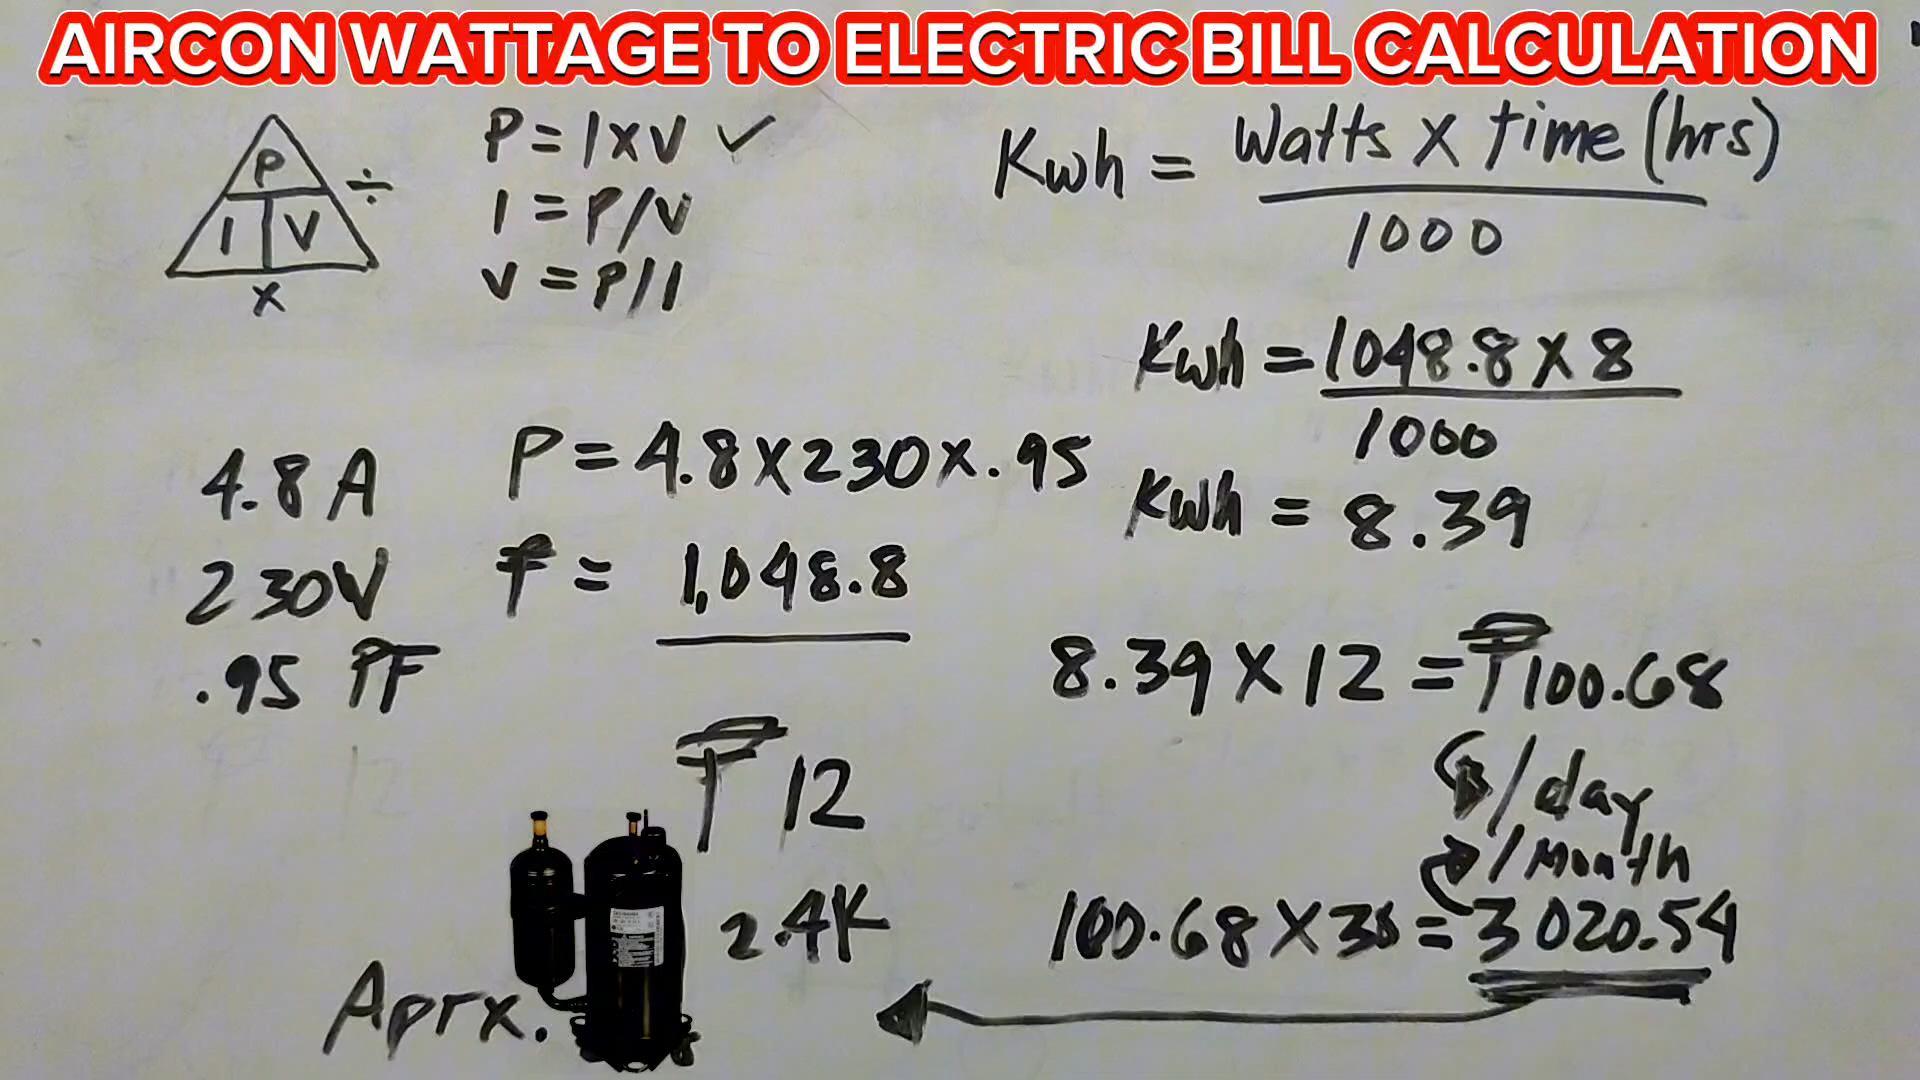 AIRCON WATTAGE TO ELECTRIC BILL CALCULATION
P
I V
÷
x
P = I x V ✓
I = P/V
V = P/I
4.8 A
230V
.95 PF
P = 4.8 x 230 x .95
P = 1,048.8
₱ 12
2.4K
Aprx.
Kwh = Watts x time (hrs)
1000
Kwh = 1048.8 x 8
1000
Kwh = 8.39
8.39 x 12 = ₱100.68
/day
/Month
100.68 x 30 = 3020.54